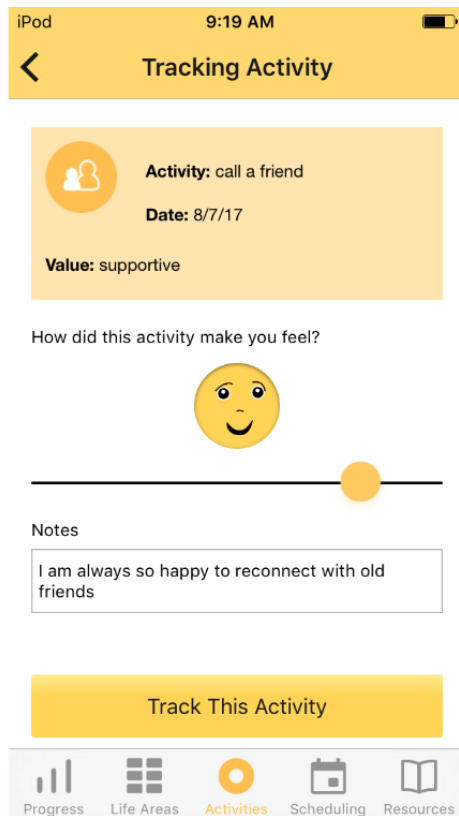 iPod 9:19 AM
Tracking Activity
Activity: call a friend
Date: 8/7/17
Value: supportive
How did this activity make you feel?
Notes
I am always so happy to reconnect with old
friends
Track This Activity
Progress Life Areas Activities Scheduling Resources